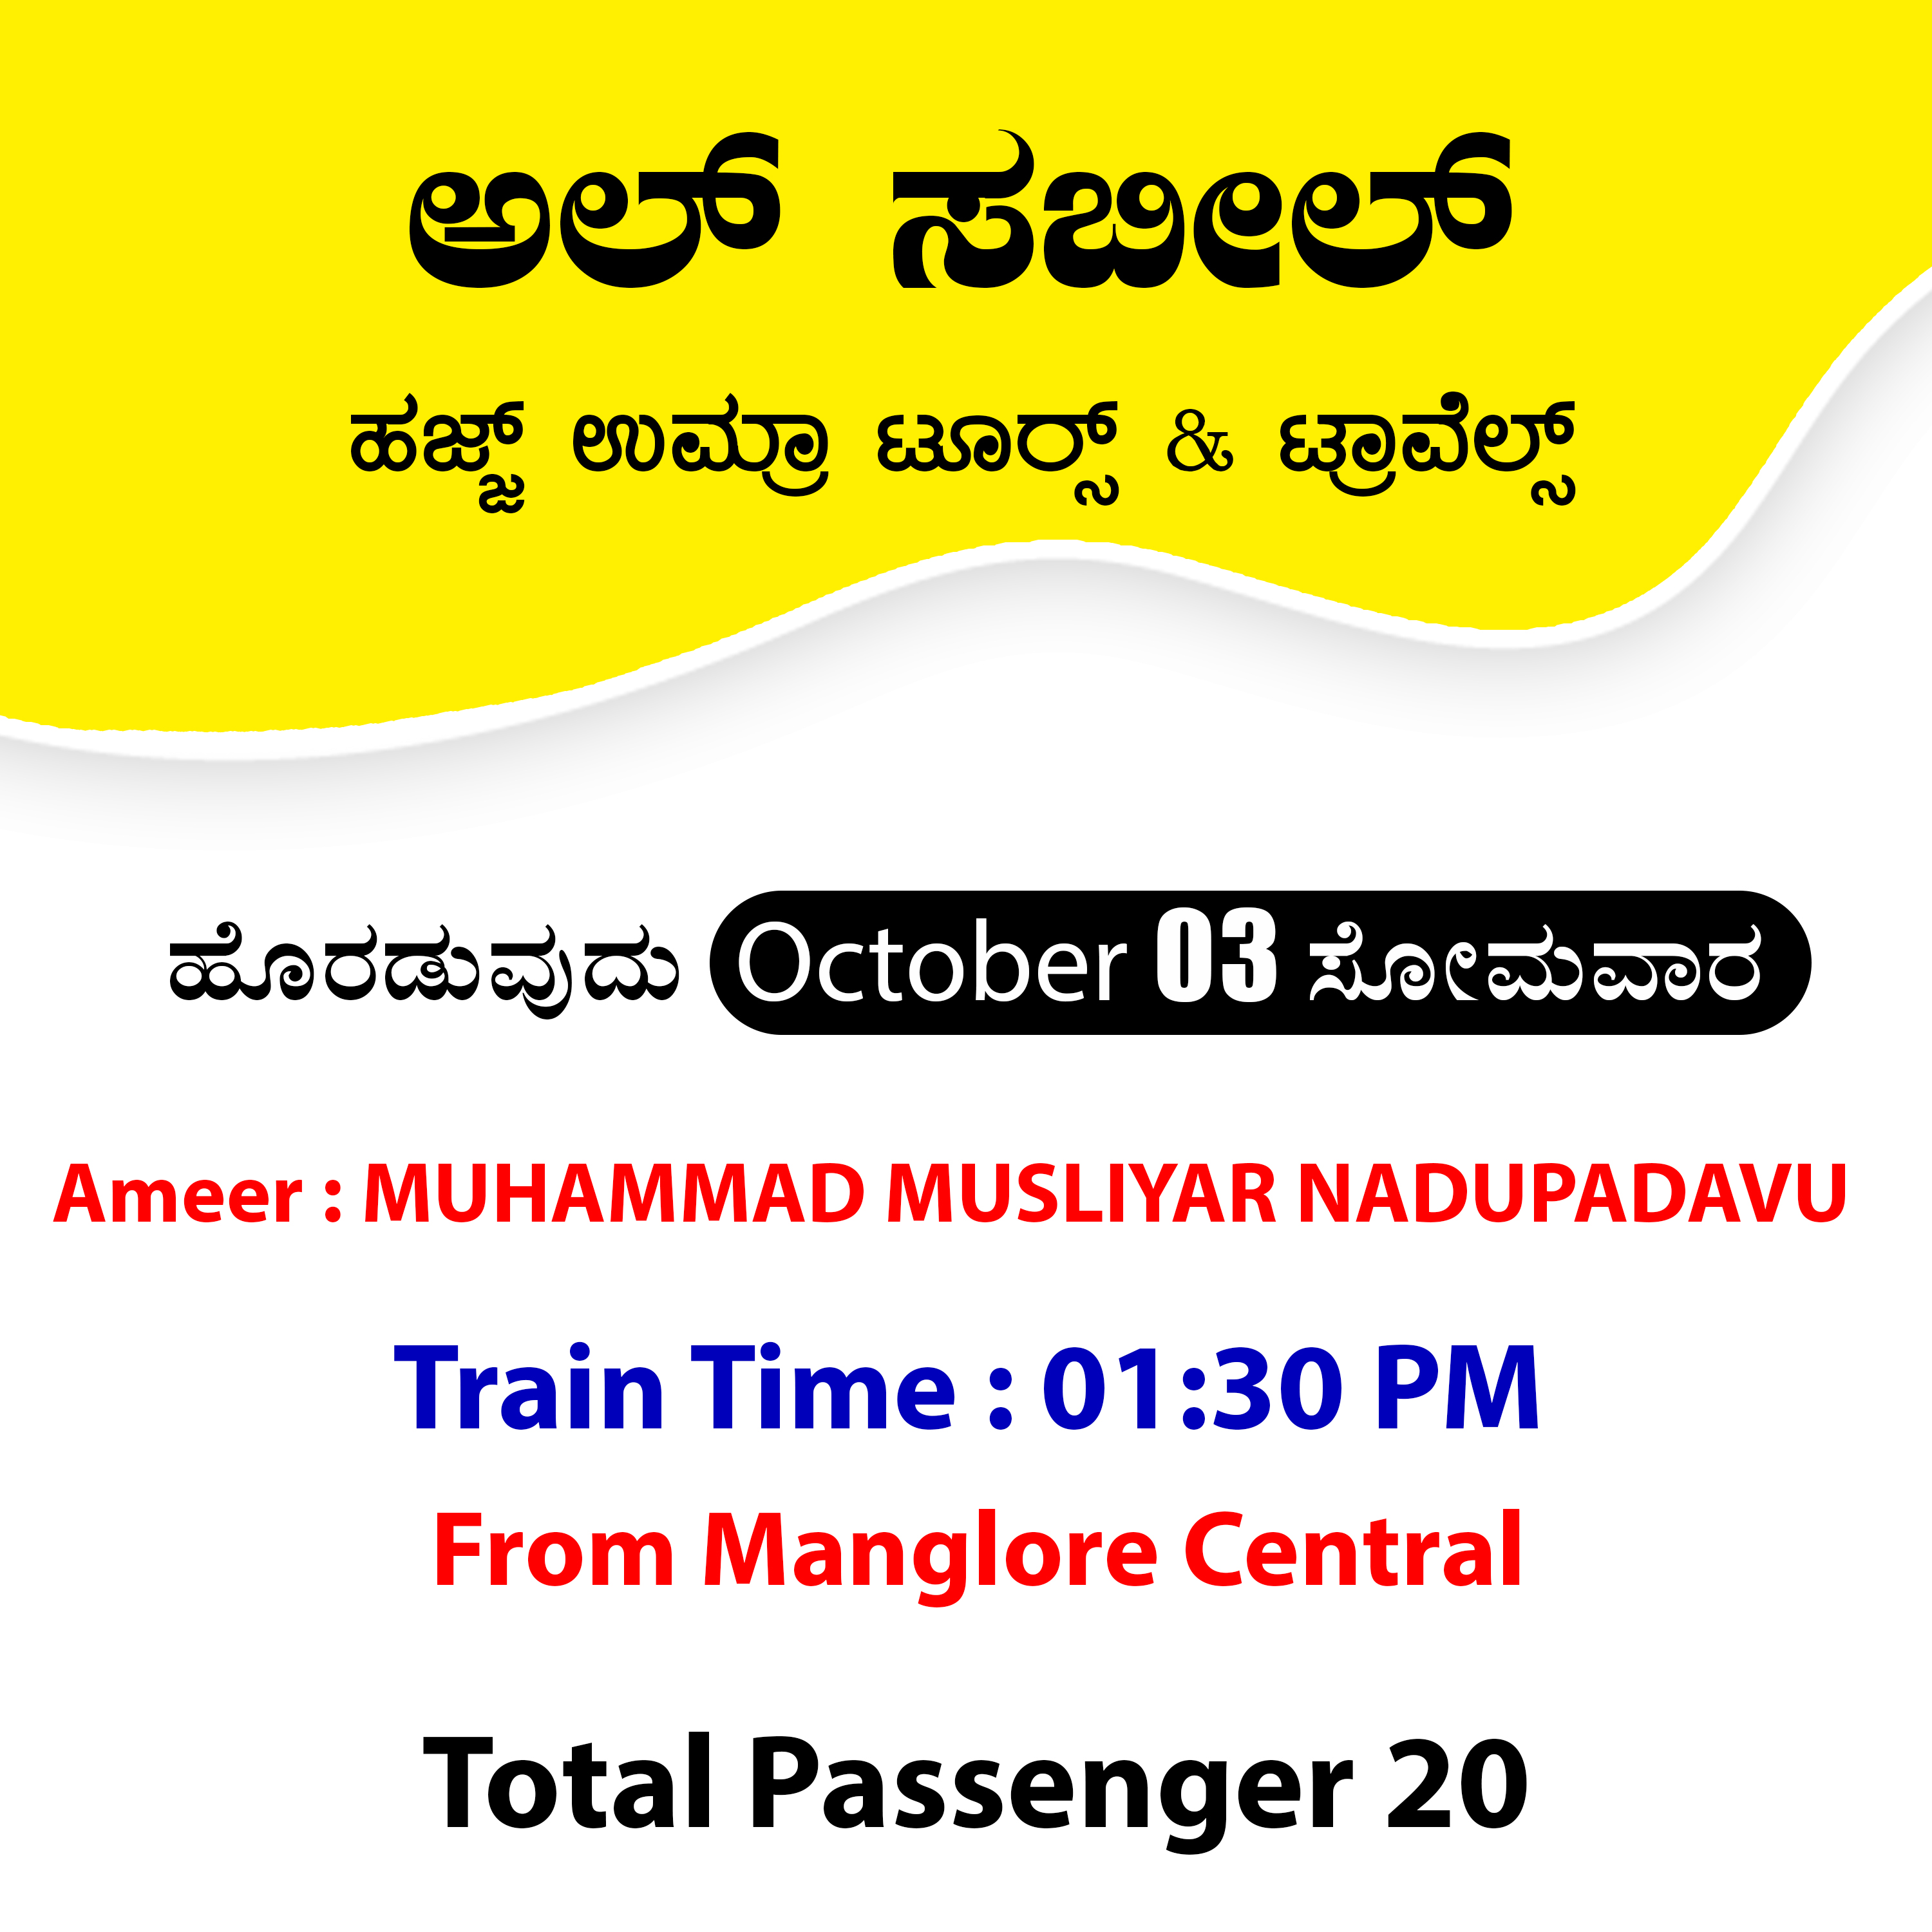 ಅಲ್ ಸಬೀಲ್
ಹಜ್ಜ್ ಉಮ್ರಾ ಟೂರ್ಸ್ & ಟ್ರಾವೆಲ್ಸ್
ಹೊರಡುವುದು October 03 ಸೋಮವಾರ
Ameer : MUHAMMAD MUSLIYAR NADUPADAVU
Train Time : 01:30 PM
From Manglore Central
Total Passenger 20